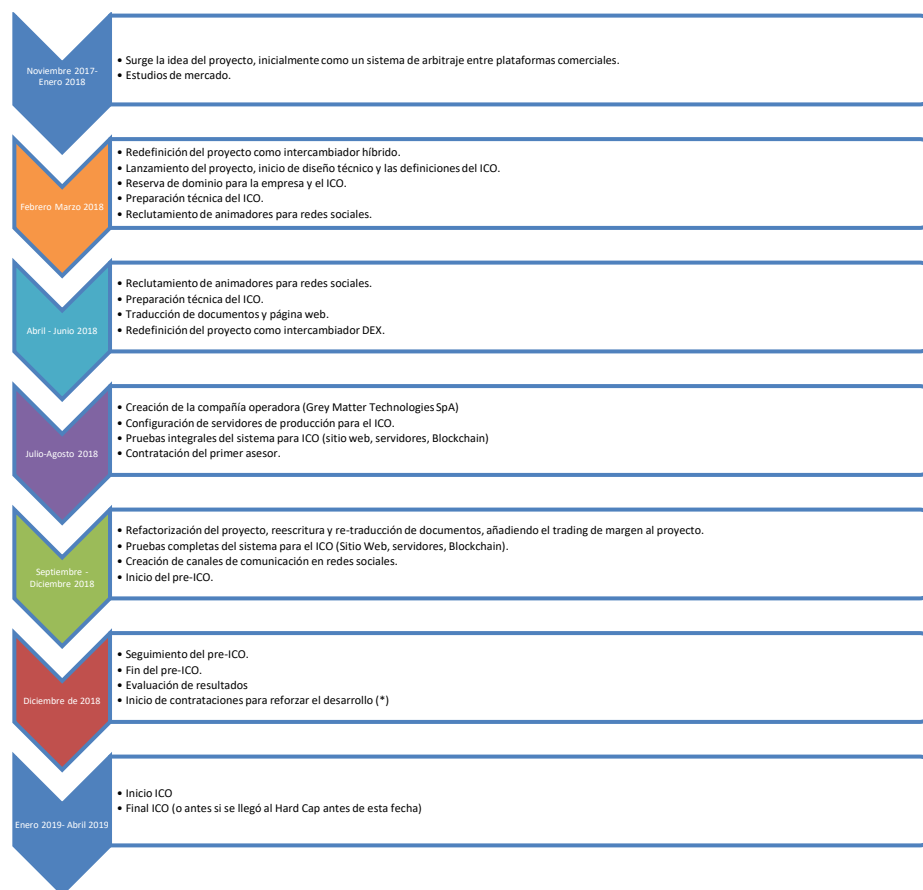 Noviembre 2017-
Enero 2018
• Surge la idea del proyecto, inicialmente como un sistema de arbitraje entre plataformas comerciales.
• Estudios de mercado.
Febrero Marzo 2018
• Redefinición del proyecto como intercambiador híbrido.
• Lanzamiento del proyecto, inicio de diseño técnico y las definiciones del ICO.
• Reserva de dominio para la empresa y el ICO.
• Preparación técnica del ICO.
• Reclutamiento de animadores para redes sociales.
Abril - Junio 2018
• Reclutamiento de animadores para redes sociales.
• Preparación técnica del ICO.
• Traducción de documentos y página web.
• Redefinición del proyecto como intercambiador DEX.
Julio-Agosto 2018
• Creación de la compañía operadora (Grey Matter Technologies SpA)
• Configuración de servidores de producción para el ICO.
• Pruebas integrales del sistema para ICO (sitio web, servidores, Blockchain)
• Contratación del primer asesor.
Septiembre -
Diciembre 2018
• Refactorización del proyecto, reescritura y re-traducción de documentos, añadiendo el trading de margen al proyecto.
• Pruebas completas del sistema para el ICO (Sitio Web, servidores, Blockchain).
• Creación de canales de comunicación en redes sociales.
• Inicio del pre-ICO.
Diciembre de 2018
• Seguimiento del pre-ICO.
• Fin del pre-ICO.
• Evaluación de resultados
• Inicio de contrataciones para reforzar el desarrollo (*)
Enero 2019- Abril 2019
• Inicio ICO
• Final ICO (o antes si se llegó al Hard Cap antes de esta fecha)